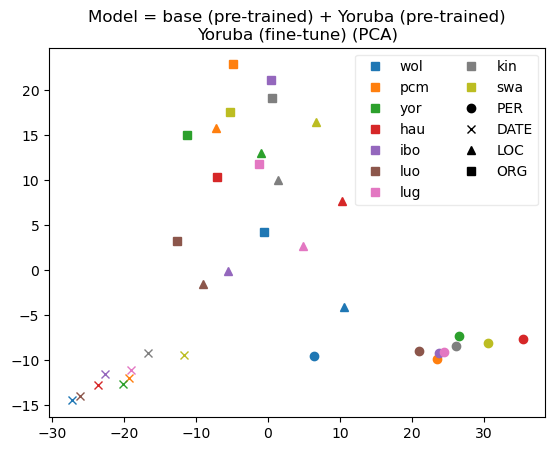 Model = base (pre-trained) + Yoruba (pre-trained)
Yoruba (fine-tune) (PCA)
wol
pcm
yor
hau
ibo
luo
lug
kin
swa
PER
DATE
LOC
ORG
20
15
10
5
0
−5
−10
−15
−30 −20 −10 0 10 20 30